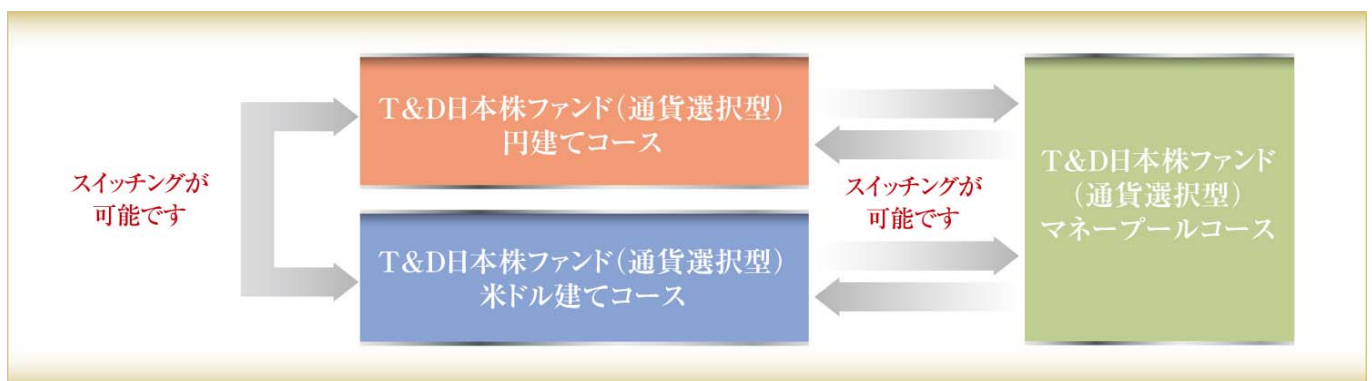 スイッチングが
可能です
T&D日本株ファンド(通貨選択型)
円建てコース
T&D日本株ファンド(通貨選択型)
米ドル建てコース
スイッチングが
可能です
T&D日本株ファンド
(通貨選択型)
マネープールコース